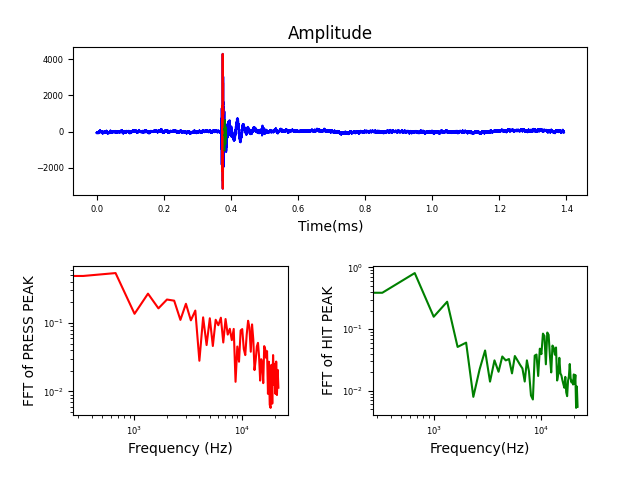 Amplitude
4000
2000
0
−2000
0.0 0.2 0.4 0.6 0.8 1.0 1.2 1.4
Time(ms)
FFT of PRESS PEAK
10⁻¹
10⁻²
10³ 10⁴
Frequency (Hz)
FFT of HIT PEAK
10⁰
10⁻¹
10⁻²
10³ 10⁴
Frequency(Hz)